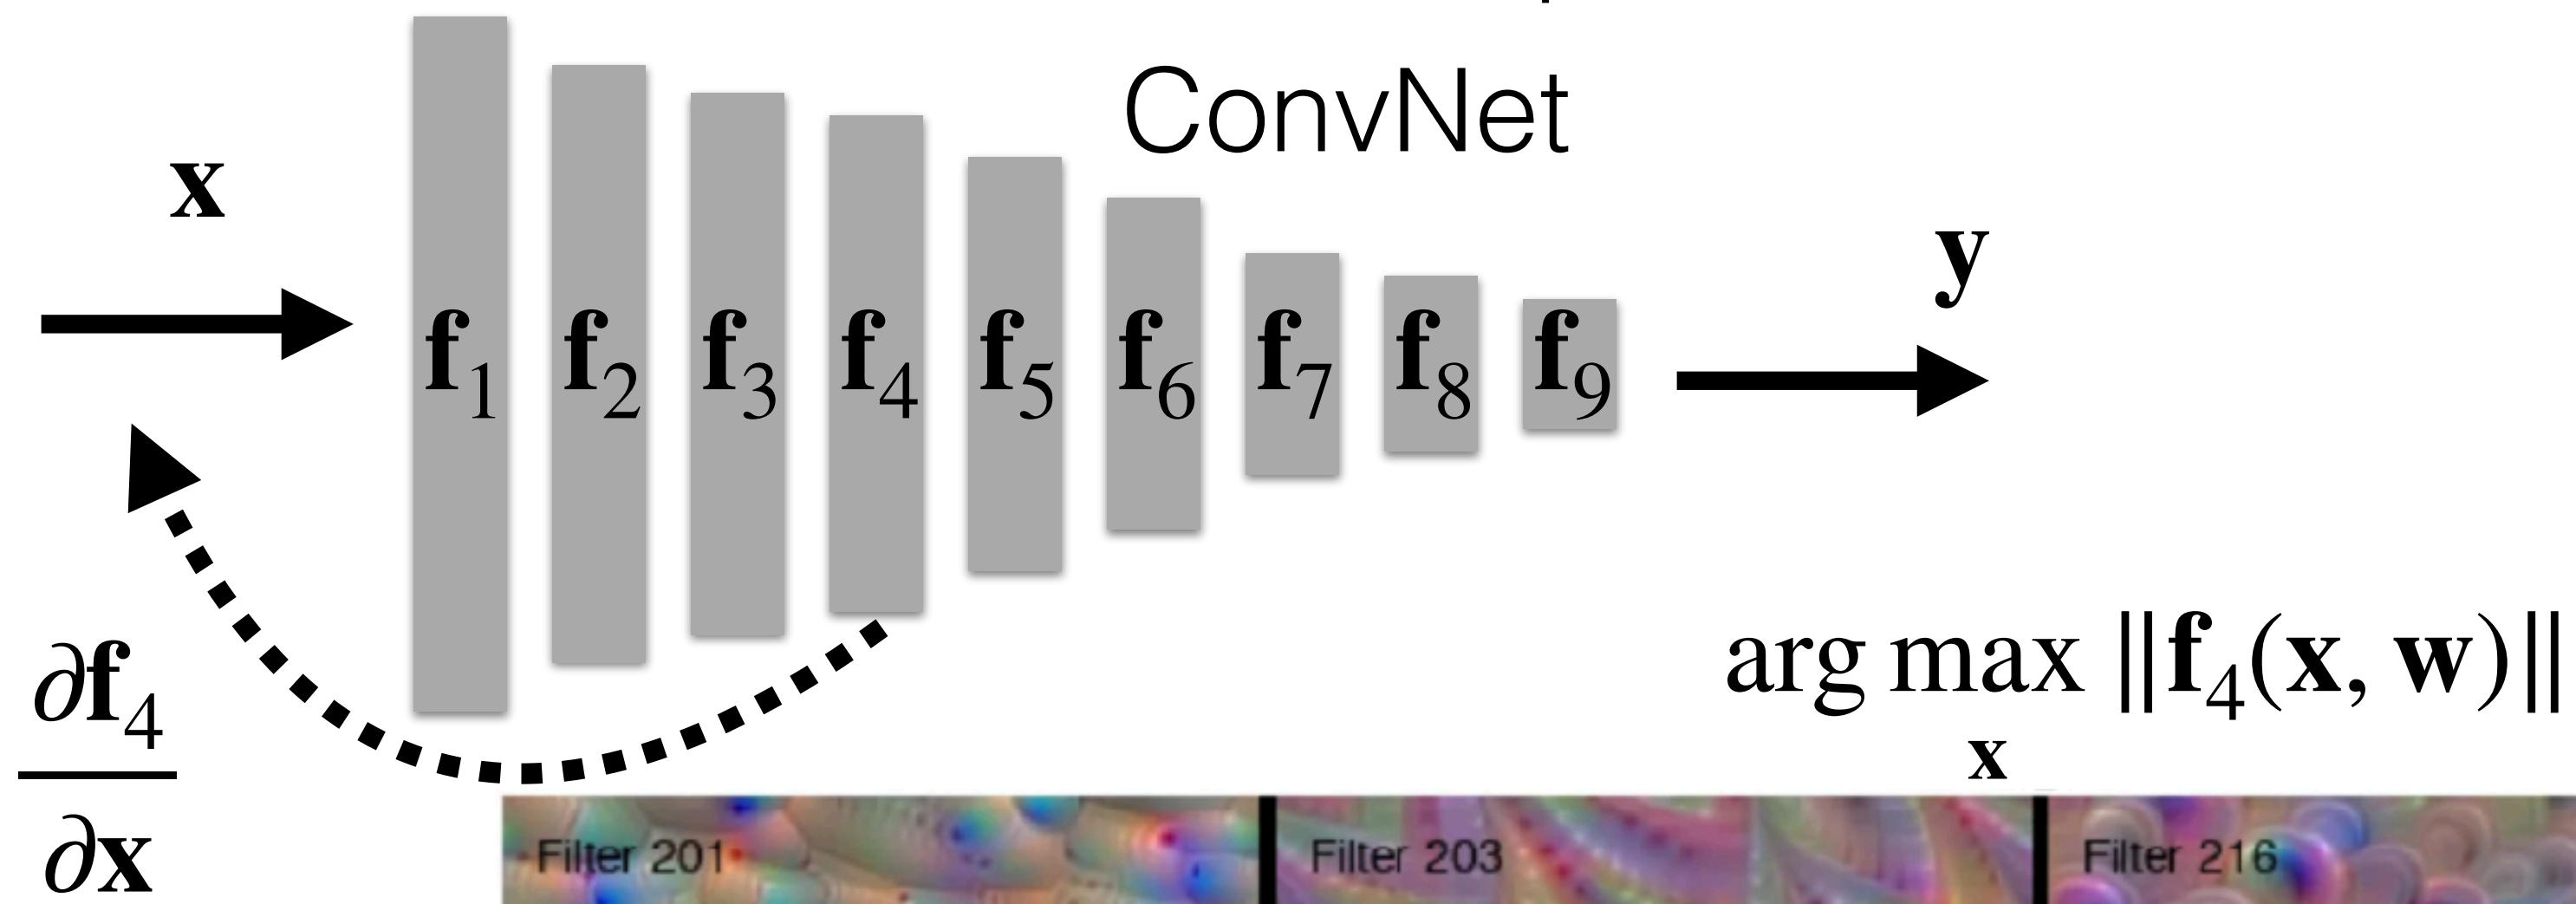 ConvNet
x
y
f₁ f₂ f₃ f₄ f₅ f₆ f₇ f₈ f₉
∂f₄
∂x
arg max ‖f₄(x, w)‖
x
Filter 201 Filter 203 Filter 216